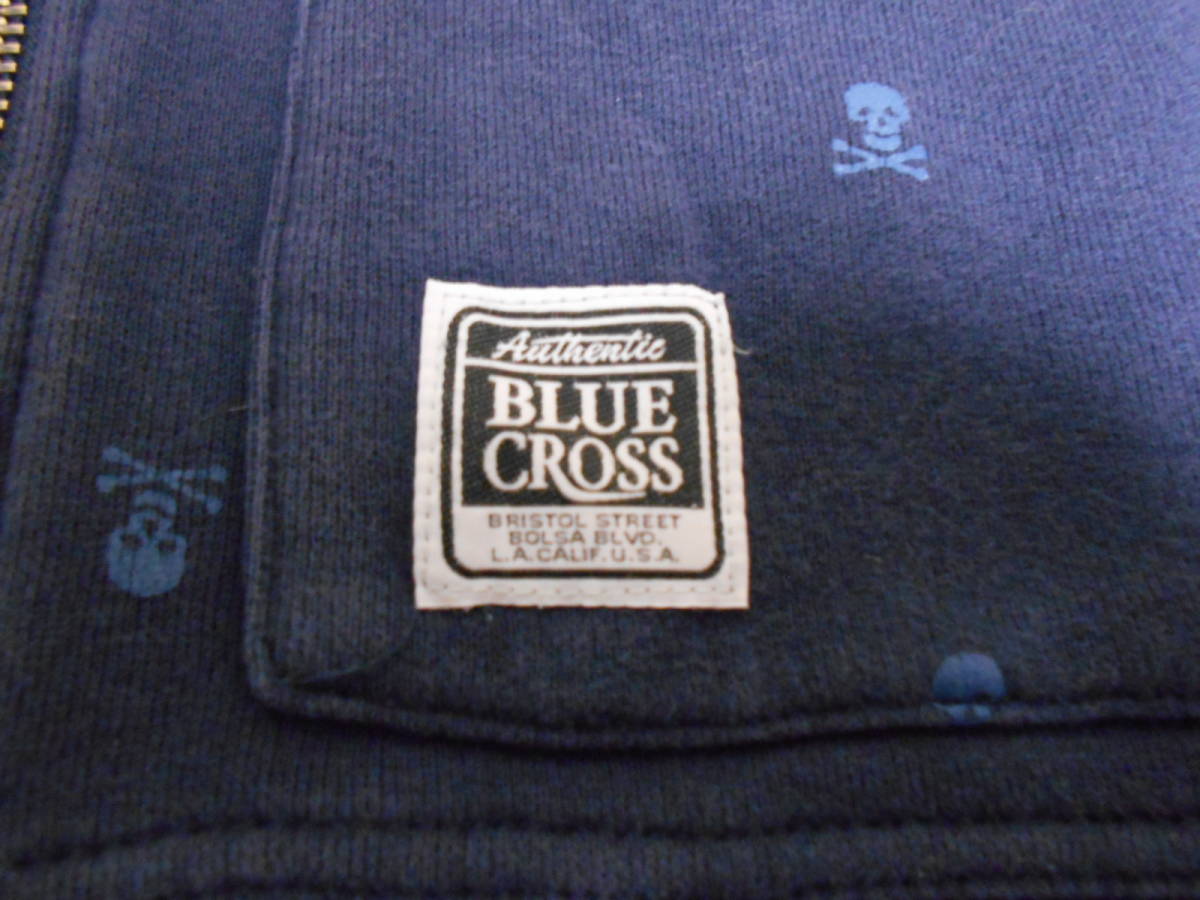 Authentic
BLUE
CROSS
BRISTOL STREET
BOLSA BLVD.
L.A.CALIF.U.S.A.